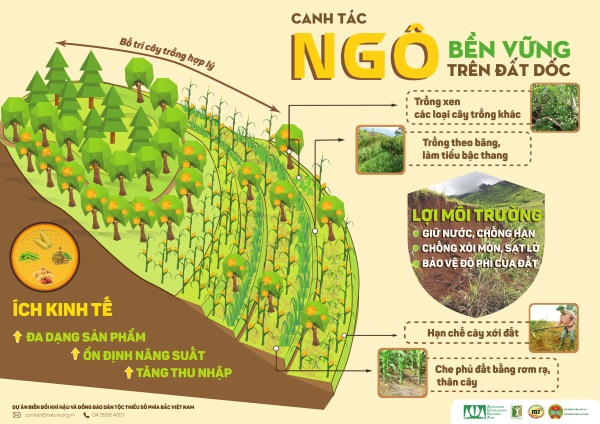 CANH TÁC
NGÔ
BỀN VỮNG
TRÊN ĐẤT DỐC
Bố trí cây trồng hợp lý
Trồng xen
các loại cây trồng khác
Trồng theo băng,
làm tiểu bậc thang
LỢI MÔI TRƯỜNG
GIỮ NƯỚC, CHỐNG HẠN
CHỐNG XÓI MÒN, SẠT LỞ
BẢO VỆ ĐỘ PHÌ CỦA ĐẤT
ÍCH KINH TẾ
ĐA DẠNG SẢN PHẨM
ỔN ĐỊNH NĂNG SUẤT
TĂNG THU NHẬP
Hạn chế cày xới đất
Che phủ đất bằng rơm rạ,
thân cây
DỰ ÁN BIẾN ĐỔI KHÍ HẬU VÀ ĐỒNG BÀO DÂN TỘC THIỂU SỐ PHÍA BẮC VIỆT NAM